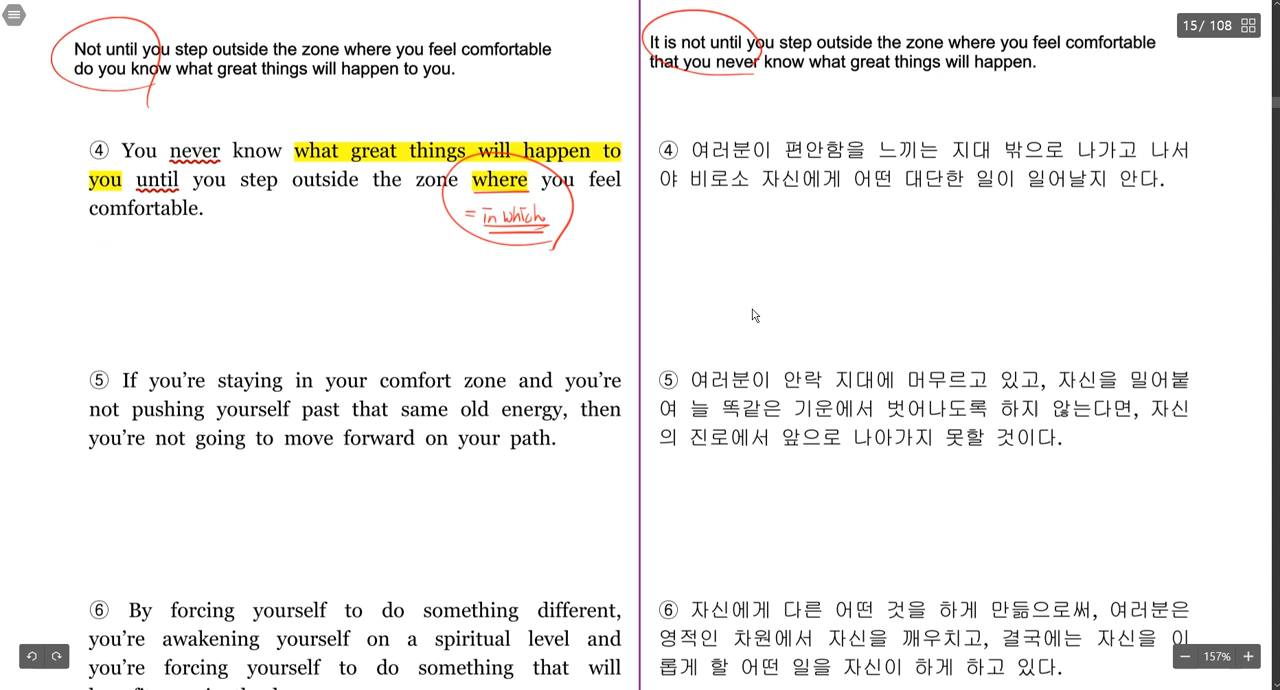 15 / 108
Not until you step outside the zone where you feel comfortable
do you know what great things will happen to you.
④ You never know what great things will happen to
you until you step outside the zone where you feel
comfortable.
= in which
⑤ If you’re staying in your comfort zone and you’re
not pushing yourself past that same old energy, then
you’re not going to move forward on your path.
⑥ By forcing yourself to do something different,
you’re awakening yourself on a spiritual level and
you’re forcing yourself to do something that will
It is not until you step outside the zone where you feel comfortable
that you never know what great things will happen.
④ 여러분이 편안함을 느끼는 지대 밖으로 나가고 나서
야 비로소 자신에게 어떤 대단한 일이 일어날지 안다.
⑤ 여러분이 안락 지대에 머무르고 있고, 자신을 밀어붙
여 늘 똑같은 기운에서 벗어나도록 하지 않는다면, 자신
의 진로에서 앞으로 나아가지 못할 것이다.
⑥ 자신에게 다른 어떤 것을 하게 만듦으로써, 여러분은
영적인 차원에서 자신을 깨우치고, 결국에는 자신을 이
롭게 할 어떤 일을 자신이 하게 하고 있다.
157%